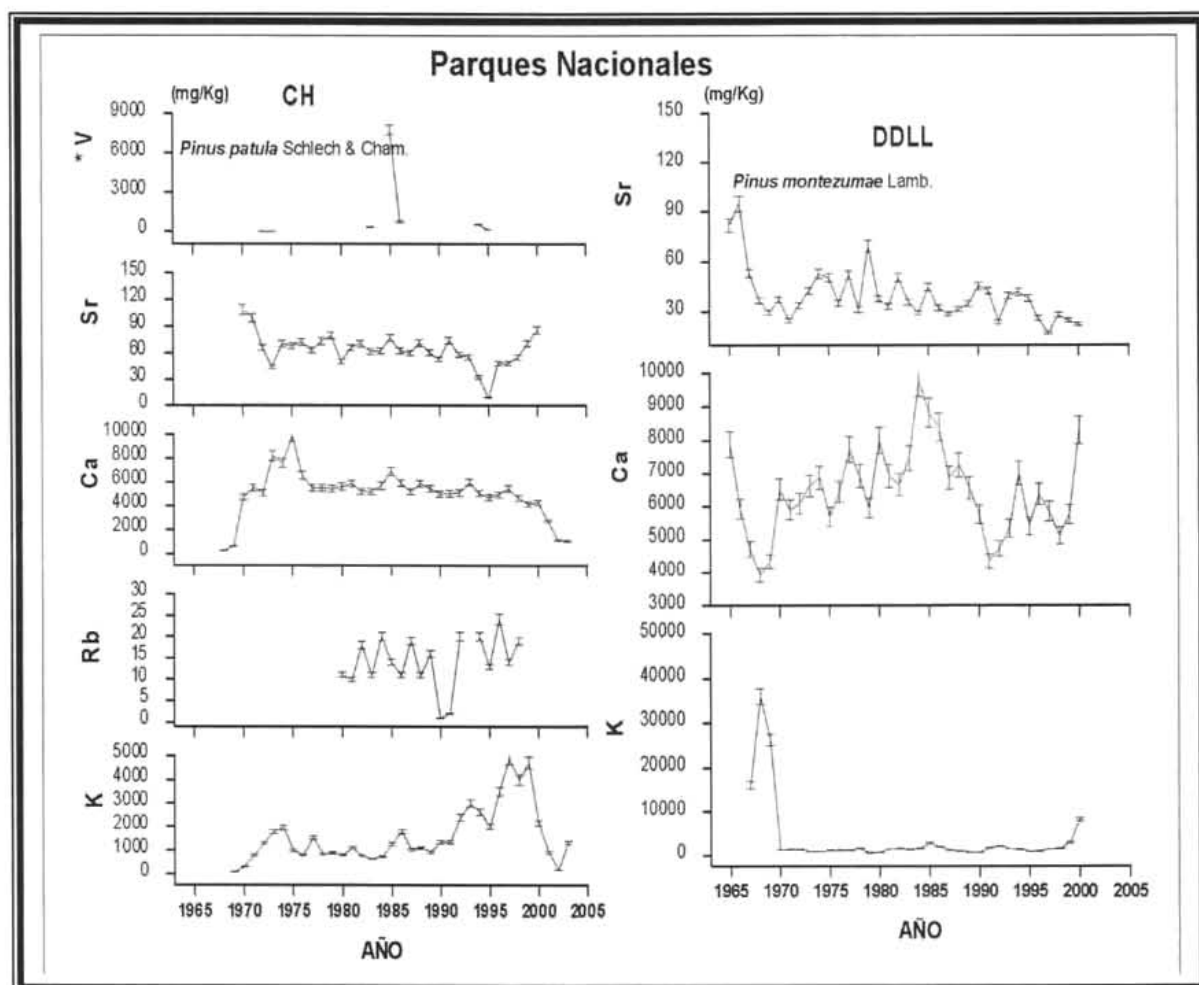 Parques Nacionales
(mg/Kg) CH
* V
9000
6000
3000
0
Pinus patula Schlech & Cham.
Sr
150
120
90
60
30
0
Ca
10000
8000
6000
4000
2000
0
Rb
30
25
20
15
10
5
0
K
5000
4000
3000
2000
1000
0
1965 1970 1975 1980 1985 1990 1995 2000 2005
AÑO
(mg/Kg)
DDLL
Pinus montezumae Lamb.
Sr
150
120
90
60
30
Ca
10000
9000
8000
7000
6000
5000
4000
3000
K
50000
40000
30000
20000
10000
0
1965 1970 1975 1980 1985 1990 1995 2000 2005
AÑO